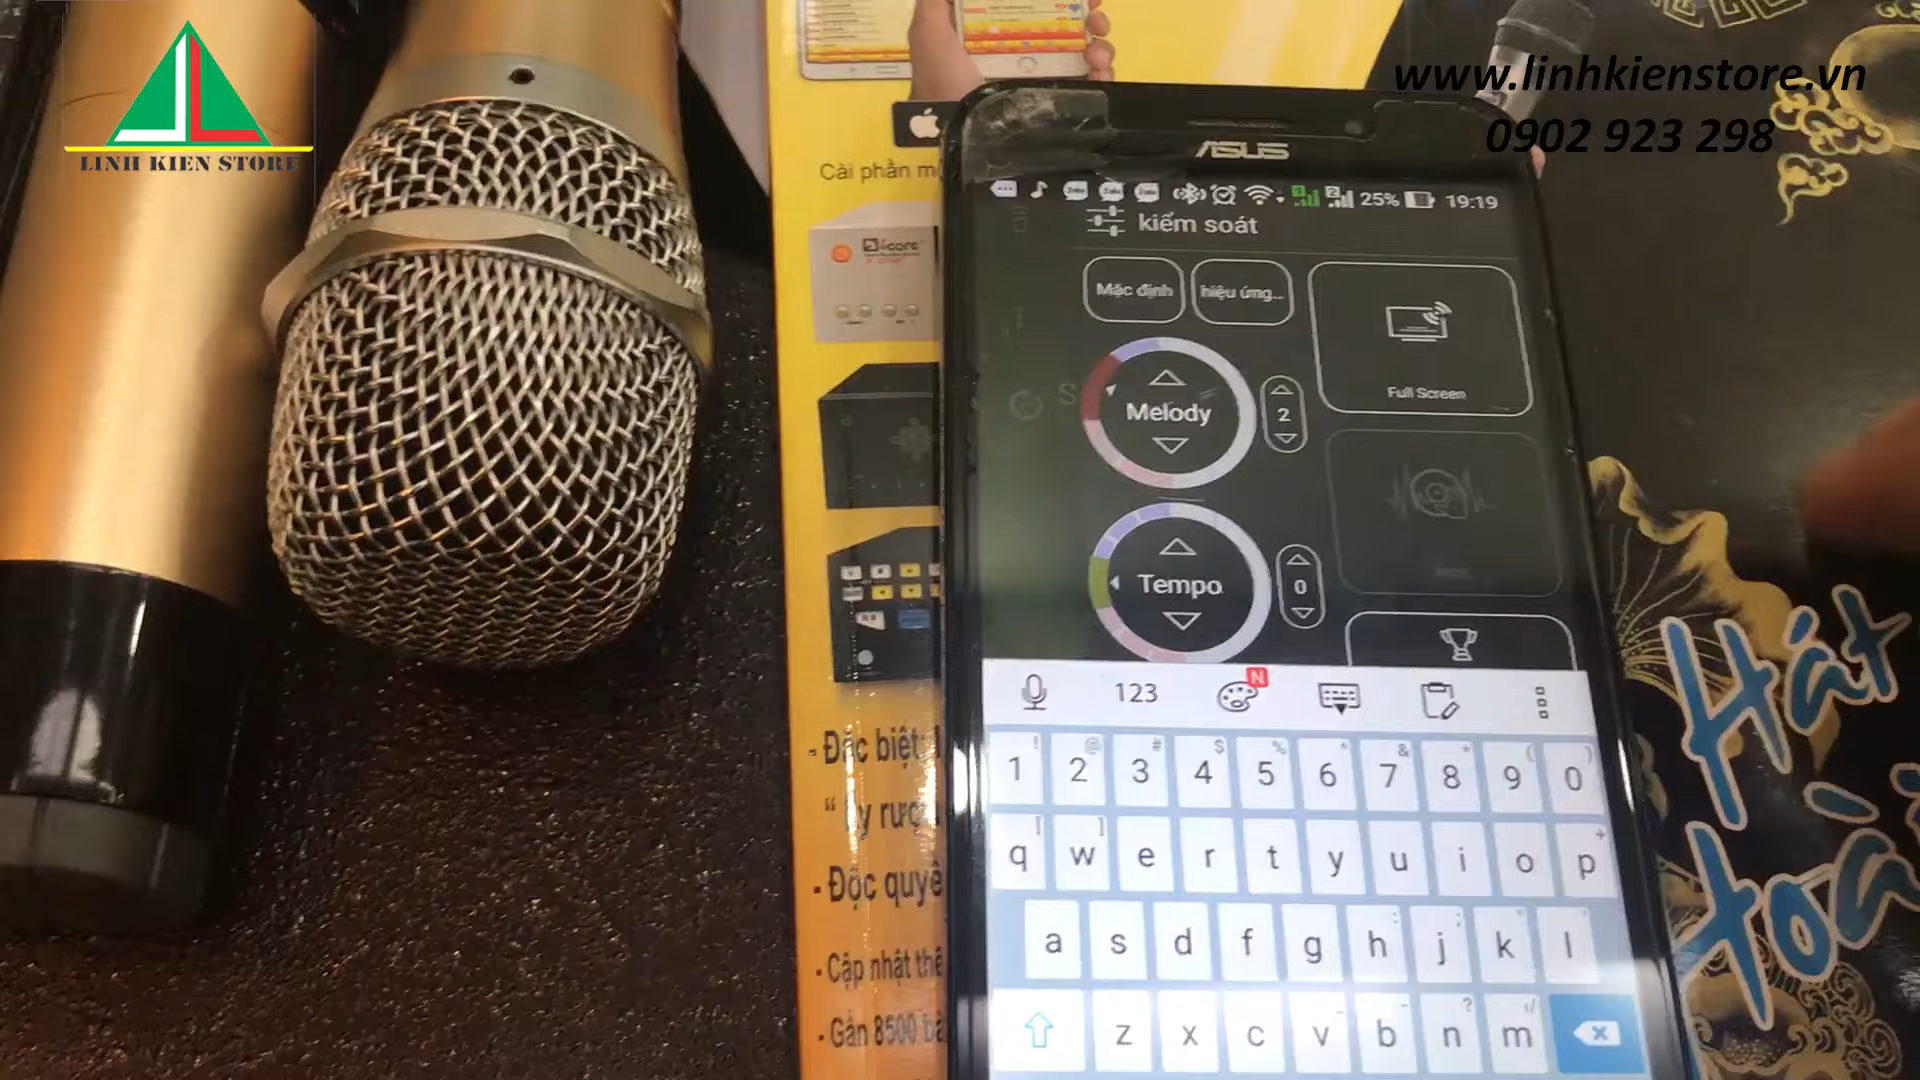 LINH KIEN STORE
www.linhkienstore.vn
0902 923 298
Cài phần
acorc
- Đặc biệt:
- Độc quyề
- Cập nhật
- Gần 8500
ASUS
25% 19:19
kiểm soát
Mặc định
hiệu ứng...
Full Screen
Melody
2
Tempo
0
123
N
1 2 3 4 5 6 7 8 9 0
q w e r t y u i o p
a s d f g h j k l
z x c v b n m
Hát